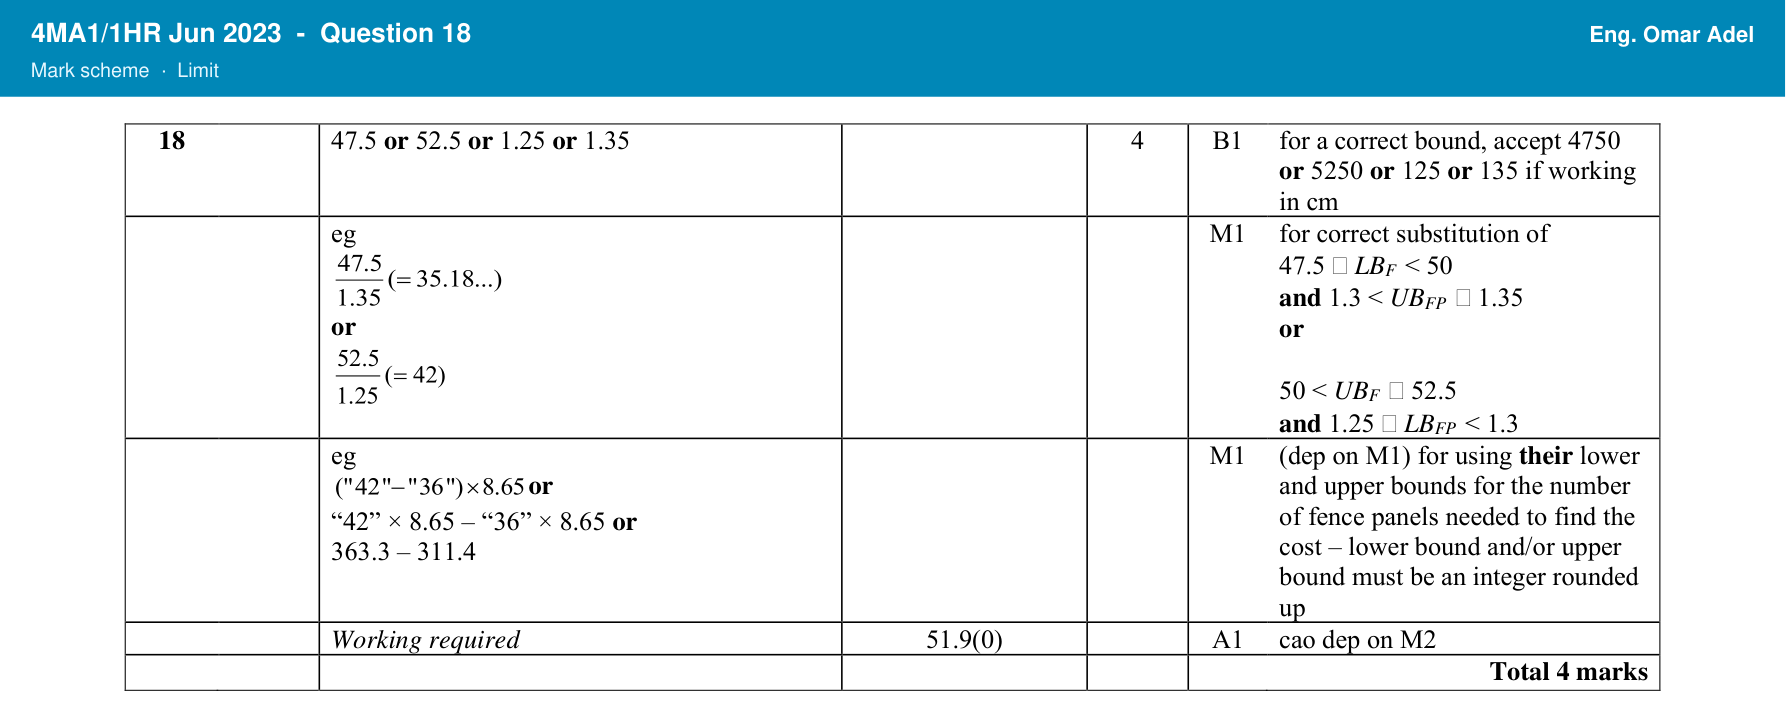 4MA1/1HR Jun 2023 - Question 18
Eng. Omar Adel
Mark scheme · Limit
18
47.5 or 52.5 or 1.25 or 1.35
4
B1
for a correct bound, accept 4750
or 5250 or 125 or 135 if working
in cm
eg
47.5
1.35
(= 35.18...)
or
52.5
1.25
(= 42)
M1
for correct substitution of
47.5 □ LB_F < 50
and 1.3 < UB_FP □ 1.35
or
50 < UB_F □ 52.5
and 1.25 □ LB_FP < 1.3
eg
("42"–"36")×8.65 or
“42” × 8.65 – “36” × 8.65 or
363.3 – 311.4
M1
(dep on M1) for using their lower
and upper bounds for the number
of fence panels needed to find the
cost – lower bound and/or upper
bound must be an integer rounded
up
Working required
51.9(0)
A1
cao dep on M2
Total 4 marks